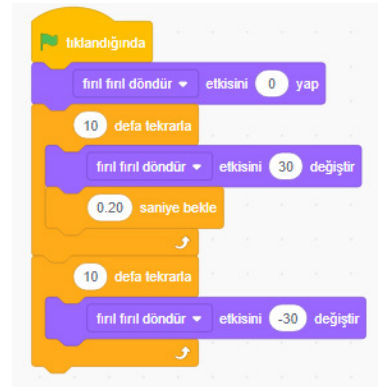 tıklandığında
fırıl fırıl döndür etkisini 0 yap
10 defa tekrarla
fırıl fırıl döndür etkisini 30 değiştir
0.20 saniye bekle
10 defa tekrarla
fırıl fırıl döndür etkisini -30 değiştir